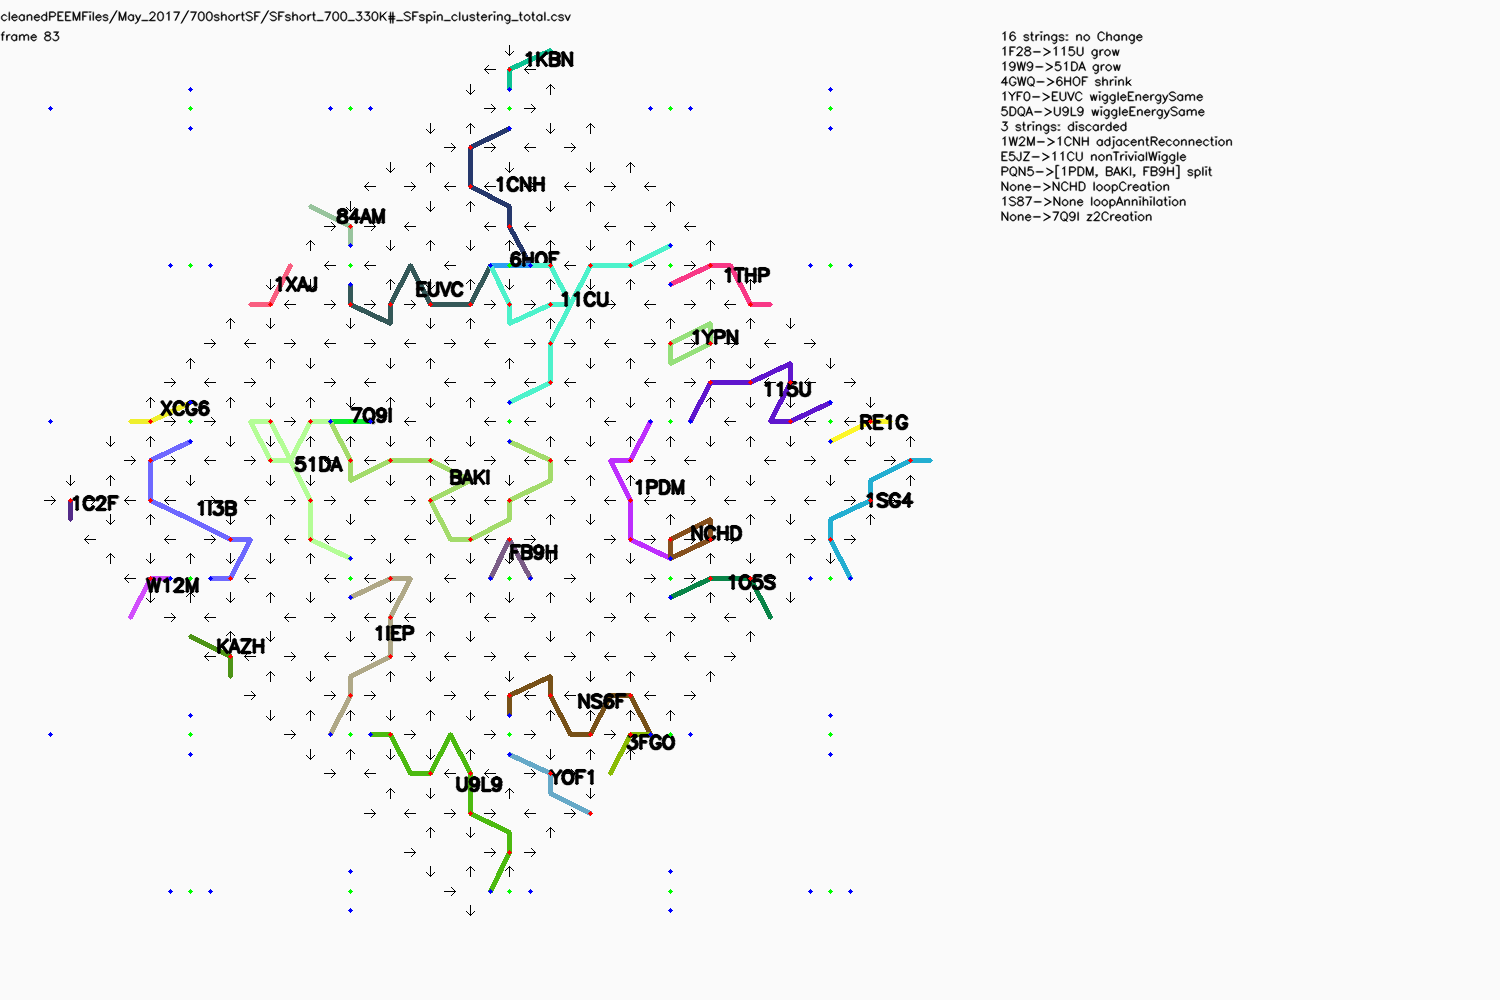 cleanedPEEMFiles/May_2017/700shortSF/SFshort_700_330K#_SFspin_clustering_total.csv
frame 83
16 strings: no Change
1F28->115U grow
19W9->51DA grow
4GWQ->6HOF shrink
1YF0->EUVC wiggleEnergySame
5DQA->U9L9 wiggleEnergySame
3 strings: discarded
1W2M->1CNH adjacentReconnection
E5JZ->11CU nonTrivialWiggle
PQN5->[1PDM, BAKI, FB9H] split
None->NCHD loopCreation
1S87->None loopAnnihilation
None->7Q9I z2Creation
1KBN
1CNH
84AM
6HOF
1THP
1XAJ
EUVC
11CU
1YPN
115U
XCG6
7Q9I
RE1G
51DA
BAKI
1PDM
1C2F
1I3B
1SG4
NCHD
FB9H
W12M
1O5S
1IEP
KAZH
NS6F
3FGO
U9L9
YOF1